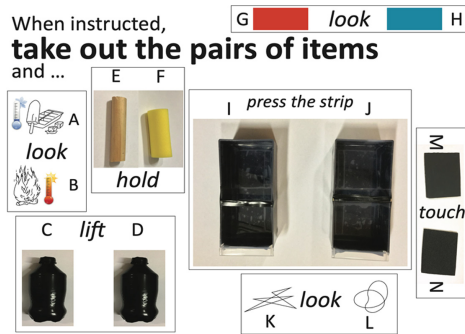 When instructed,
take out the pairs of items
and ...
G look H
E F
hold
A
look
B
I press the strip J
M
touch
N
C lift D
look
K L